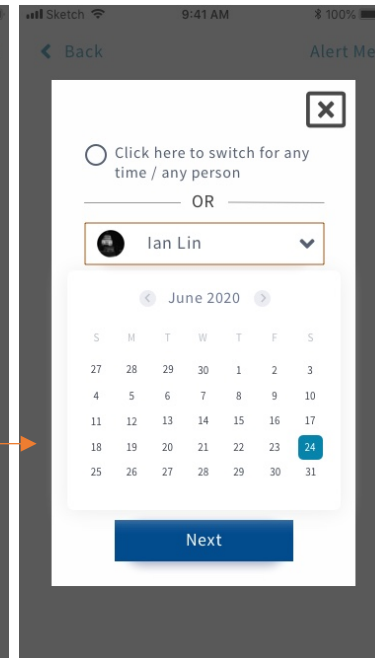 Sketch 9:41 AM 100%
Back Alert Me
Click here to switch for any
time / any person
OR
Ian Lin
June 2020
S M T W T F S
27 28 29 30 1 2 3
4 5 6 7 8 9 10
11 12 13 14 15 16 17
18 19 20 21 22 23 24
25 26 27 28 29 30 31
Next